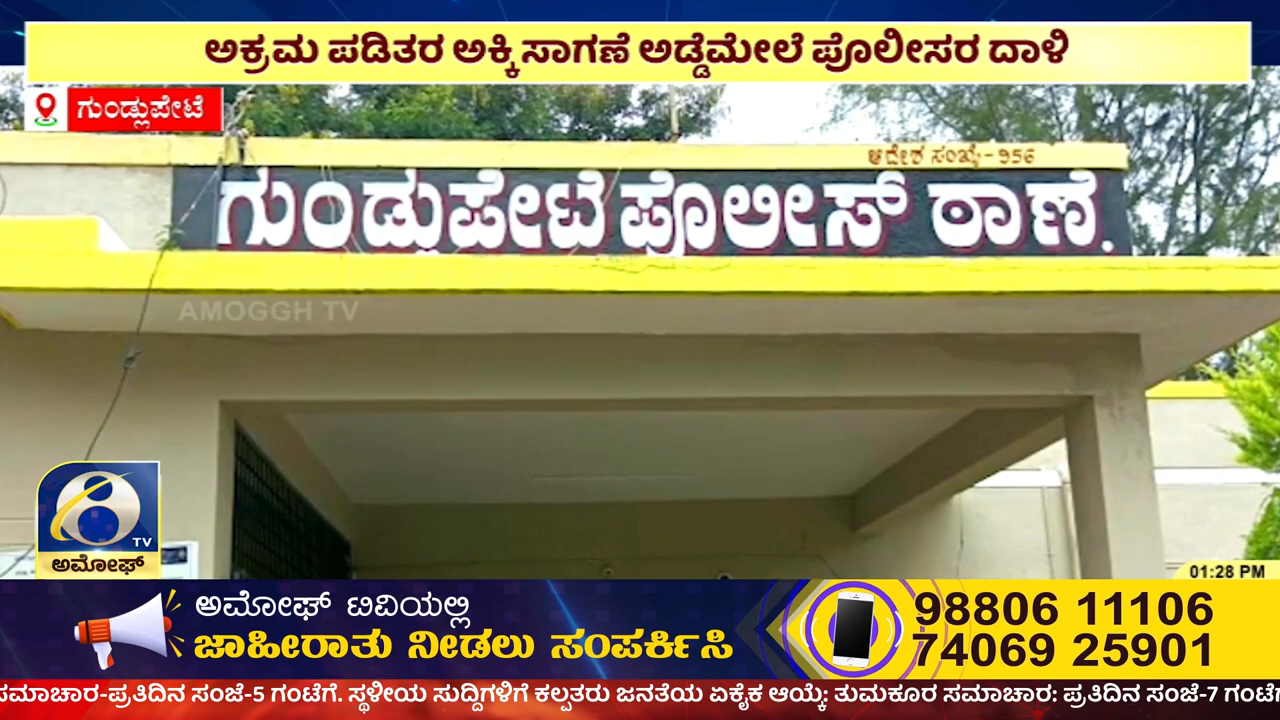 ಅಕ್ರಮ ಪಡಿತರ ಅಕ್ಕಿಸಾಗಣೆ ಅಡ್ಡೆಮೇಲೆ ಪೊಲೀಸರ ದಾಳಿ
ಗುಂಡ್ಲುಪೇಟೆ
ಆದೇಶ ಸಂಖ್ಯೆ-956
ಗುಂಡ್ಲುಪೇಟೆ ಪೊಲೀಸ್ ಠಾಣೆ.
AMOGGH TV
TV
ಅಮೋಘ್
01:28 PM
ಅಮೋಘ್ ಟಿವಿಯಲ್ಲಿ
ಜಾಹೀರಾತು ನೀಡಲು ಸಂಪರ್ಕಿಸಿ
98806 11106
74069 25901
ಸಮಾಚಾರ-ಪ್ರತಿದಿನ ಸಂಜೆ-5 ಗಂಟೆಗೆ. ಸ್ಥಳೀಯ ಸುದ್ದಿಗಳಿಗೆ ಕಲ್ಪತರು ಜನತೆಯ ಏಕೈಕ ಆಯ್ಕೆ: ತುಮಕೂರ ಸಮಾಚಾರ: ಪ್ರತಿದಿನ ಸಂಜೆ-7 ಗಂಟೆಗೆ